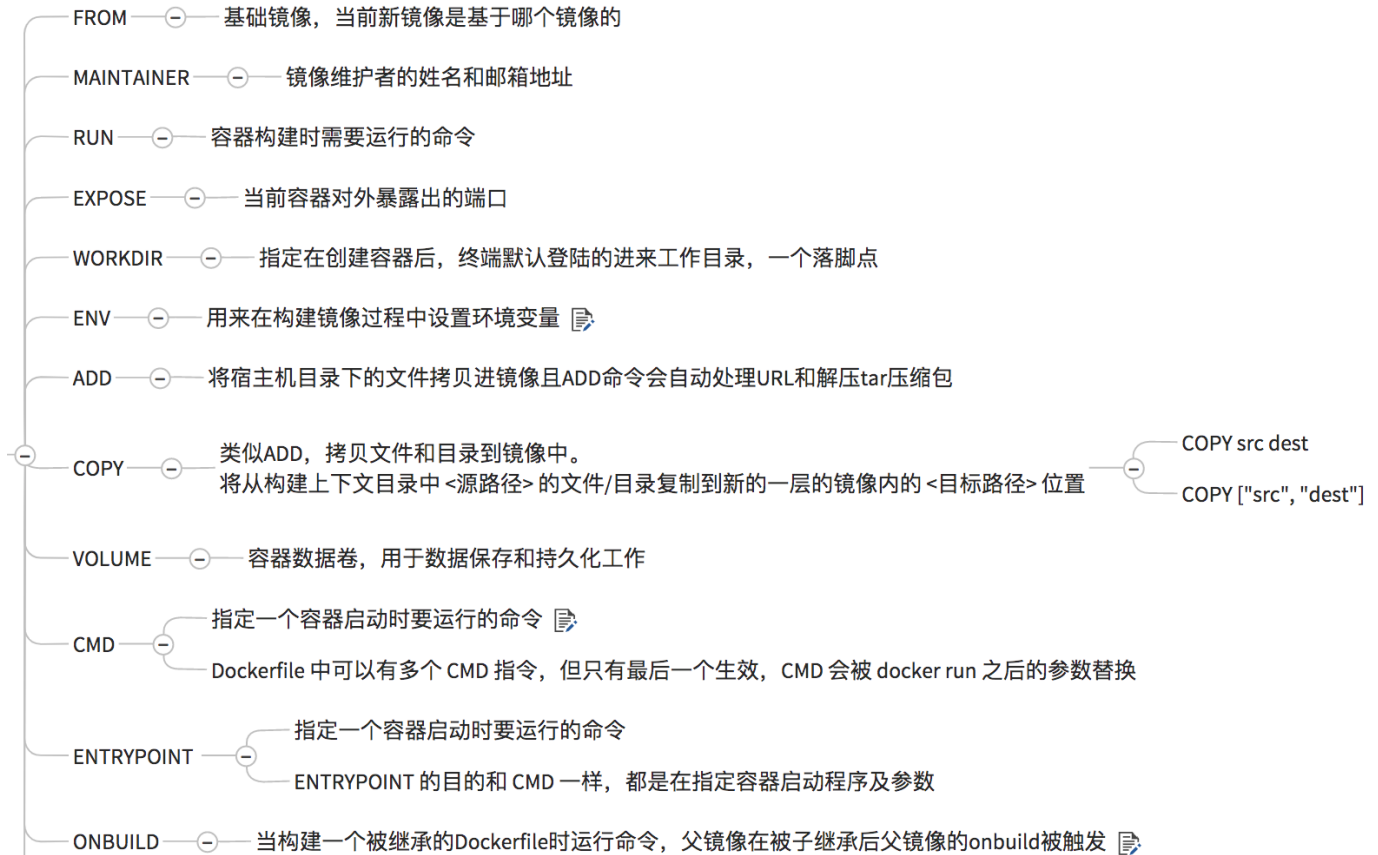 FROM 基础镜像，当前新镜像是基于哪个镜像的
MAINTAINER 镜像维护者的姓名和邮箱地址
RUN 容器构建时需要运行的命令
EXPOSE 当前容器对外暴露出的端口
WORKDIR 指定在创建容器后，终端默认登陆的进来工作目录，一个落脚点
ENV 用来在构建镜像过程中设置环境变量
ADD 将宿主机目录下的文件拷贝进镜像且ADD命令会自动处理URL和解压tar压缩包
COPY 类似ADD，拷贝文件和目录到镜像中。
将从构建上下文目录中 <源路径> 的文件/目录复制到新的一层的镜像内的 <目标路径> 位置
COPY src dest
COPY ["src", "dest"]
VOLUME 容器数据卷，用于数据保存和持久化工作
CMD 指定一个容器启动时要运行的命令
Dockerfile 中可以有多个 CMD 指令，但只有最后一个生效，CMD 会被 docker run 之后的参数替换
ENTRYPOINT 指定一个容器启动时要运行的命令
ENTRYPOINT 的目的和 CMD 一样，都是在指定容器启动程序及参数
ONBUILD 当构建一个被继承的Dockerfile时运行命令，父镜像在被子继承后父镜像的onbuild被触发